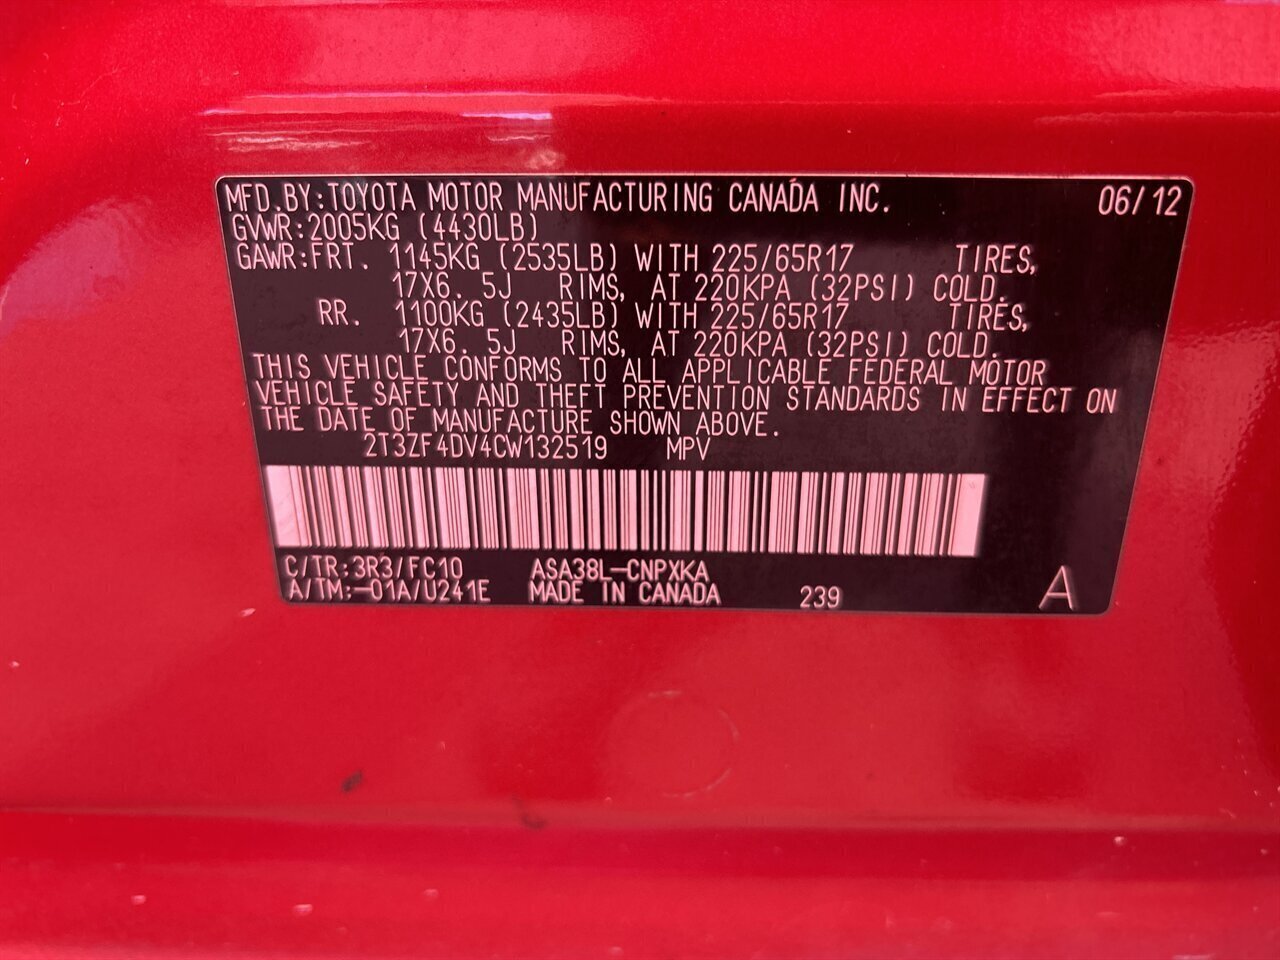 MFD.BY:TOYOTA MOTOR MANUFACTURING CANADA INC. 06/12
GVWR:2005KG (4430LB)
GAWR:FRT. 1145KG (2535LB) WITH 225/65R17 TIRES,
17X6.5J RIMS, AT 220KPA (32PSI) COLD.
RR. 1100KG (2435LB) WITH 225/65R17 TIRES,
17X6.5J RIMS, AT 220KPA (32PSI) COLD.
THIS VEHICLE CONFORMS TO ALL APPLICABLE FEDERAL MOTOR
VEHICLE SAFETY AND THEFT PREVENTION STANDARDS IN EFFECT ON
THE DATE OF MANUFACTURE SHOWN ABOVE.
2T3ZF4DV4CW132519 MPV
C/TR:3R3/FC10 ASA38L-CNPXKA
A/TM:-01A/U241E MADE IN CANADA 239 A